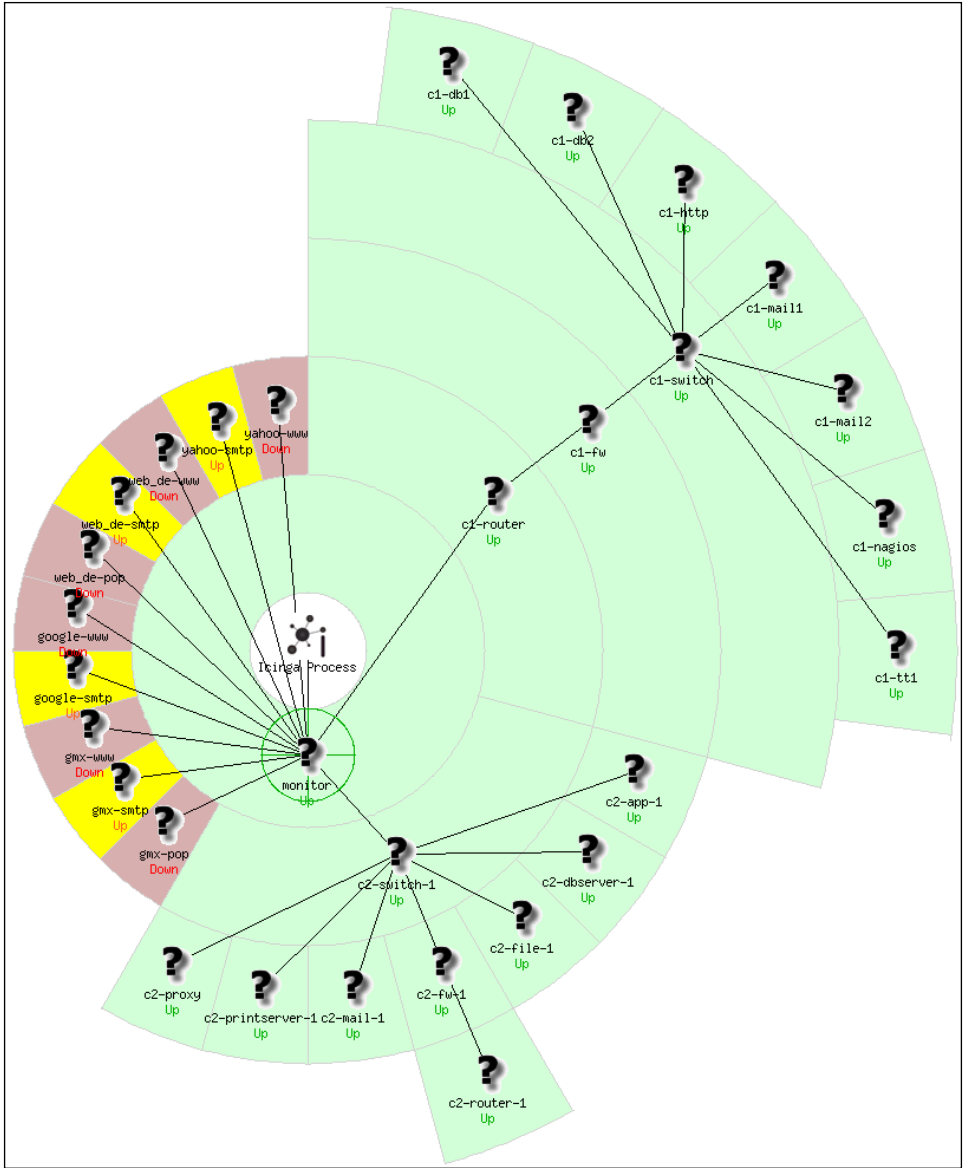 c1-db1
Up
c1-db2
Up
c1-http
Up
c1-mail1
Up
c1-switch
Up
c1-mail2
Up
yahoo-www
Down
yahoo-smtp
Up
c1-fw
Up
web_de-www
Down
web_de-smtp
Up
c1-router
Up
c1-nagios
Up
web_de-pop
Down
google-www
Down
Icinga Process
c1-tt1
Up
google-smtp
Up
gmx-www
Down
monitor
Up
c2-app-1
Up
gmx-smtp
Up
gmx-pop
Down
c2-switch-1
Up
c2-dbserver-1
Up
c2-file-1
Up
c2-proxy
Up
c2-fw-1
Up
c2-printserver-1
Up
c2-mail-1
Up
c2-router-1
Up